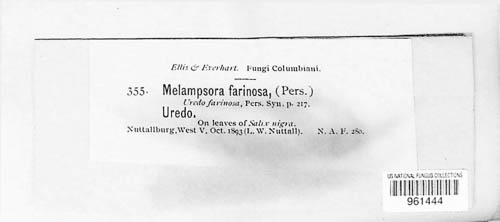 Ellis & Everhart. Fungi Columbiani.
355. Melampsora farinosa, (Pers.)
Uredo farinosa, Pers. Syn. p. 217.
Uredo.
On leaves of Salix nigra.
Nuttallburg, West V, Oct. 1893 (L. W. Nuttall). N. A. F. 280.
US NATIONAL FUNGUS COLLECTIONS
961444